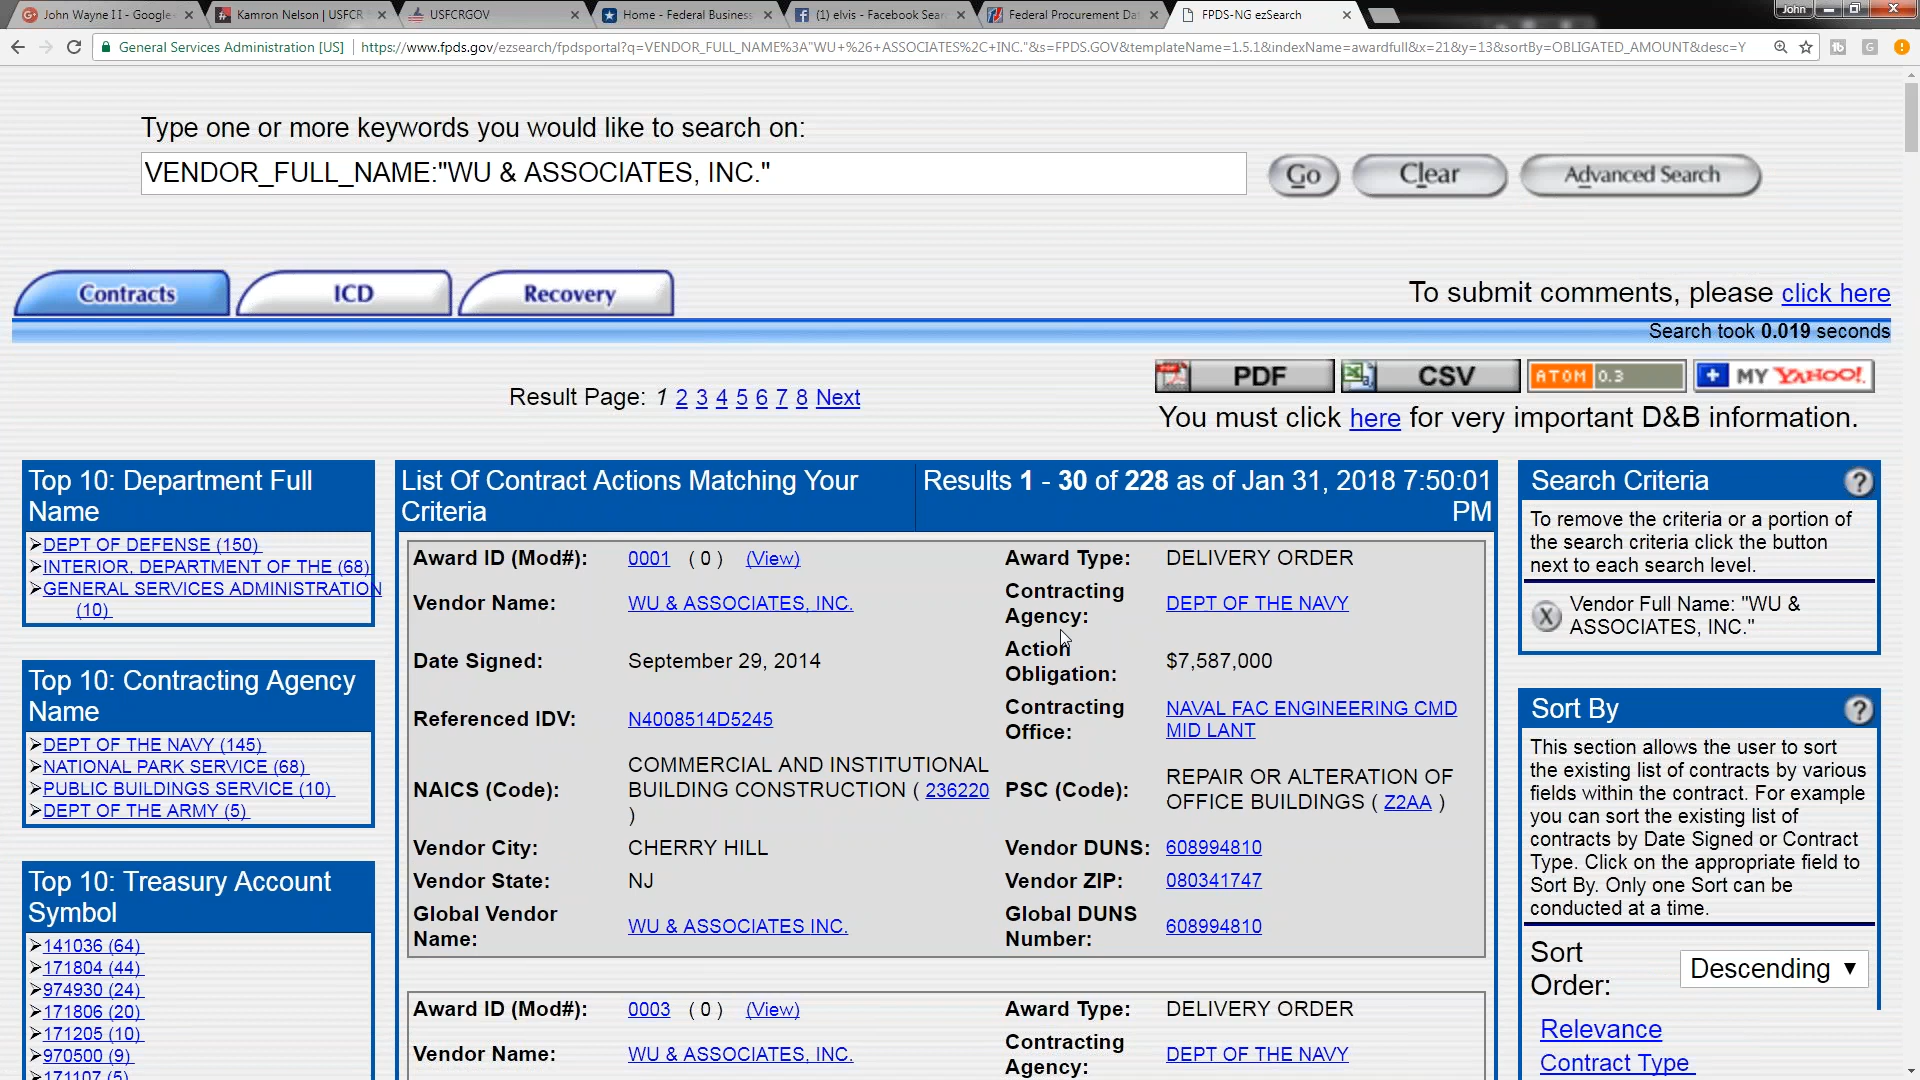 John Wayne I I - Google
Kamron Nelson | USFCR
USFCRGOV
Home - Federal Business
(1) elvis - Facebook Sear
Federal Procurement Dat
FPDS-NG ezSearch
John
General Services Administration [US]
https://www.fpds.gov/ezsearch/fpdsportal?q=VENDOR_FULL_NAME%3A"WU+%26+ASSOCIATES%2C+INC."&s=FPDS.GOV&templateName=1.5.1&indexName=awardfull&x=21&y=13&sortBy=OBLIGATED_AMOUNT&desc=Y
Type one or more keywords you would like to search on:
VENDOR_FULL_NAME:"WU & ASSOCIATES, INC."
Go
Clear
Advanced Search
Contracts
ICD
Recovery
To submit comments, please click here
Search took 0.019 seconds
Result Page: 1 2 3 4 5 6 7 8 Next
PDF
CSV
ATOM 0.3
MY YAHOO!
You must click here for very important D&B information.
Top 10: Department Full
Name
DEPT OF DEFENSE (150)
INTERIOR, DEPARTMENT OF THE (68)
GENERAL SERVICES ADMINISTRATION
(10)
Top 10: Contracting Agency
Name
DEPT OF THE NAVY (145)
NATIONAL PARK SERVICE (68)
PUBLIC BUILDINGS SERVICE (10)
DEPT OF THE ARMY (5)
Top 10: Treasury Account
Symbol
141036 (64)
171804 (44)
974930 (24)
171806 (20)
171205 (10)
970500 (9)
171107 (5)
List Of Contract Actions Matching Your
Criteria
Results 1 - 30 of 228 as of Jan 31, 2018 7:50:01
PM
Award ID (Mod#): 0001 ( 0 ) (View)
Award Type: DELIVERY ORDER
Vendor Name: WU & ASSOCIATES, INC.
Contracting
Agency: DEPT OF THE NAVY
Date Signed: September 29, 2014
Action
Obligation: $7,587,000
Referenced IDV: N4008514D5245
Contracting
Office:
NAVAL FAC ENGINEERING CMD
MID LANT
NAICS (Code):
COMMERCIAL AND INSTITUTIONAL
BUILDING CONSTRUCTION ( 236220
)
PSC (Code):
REPAIR OR ALTERATION OF
OFFICE BUILDINGS ( Z2AA )
Vendor City: CHERRY HILL
Vendor DUNS: 608994810
Vendor State: NJ
Vendor ZIP: 080341747
Global Vendor
Name: WU & ASSOCIATES INC.
Global DUNS
Number: 608994810
Award ID (Mod#): 0003 ( 0 ) (View)
Award Type: DELIVERY ORDER
Vendor Name: WU & ASSOCIATES, INC.
Contracting
Agency: DEPT OF THE NAVY
Search Criteria
?
To remove the criteria or a portion of
the search criteria click the button
next to each search level.
X
Vendor Full Name: "WU &
ASSOCIATES, INC."
Sort By
?
This section allows the user to sort
the existing list of contracts by various
fields within the contract. For example
you can sort the existing list of
contracts by Date Signed or Contract
Type. Click on the appropriate field to
Sort By. Only one Sort can be
conducted at a time.
Sort
Order:
Descending
Relevance
Contract Type